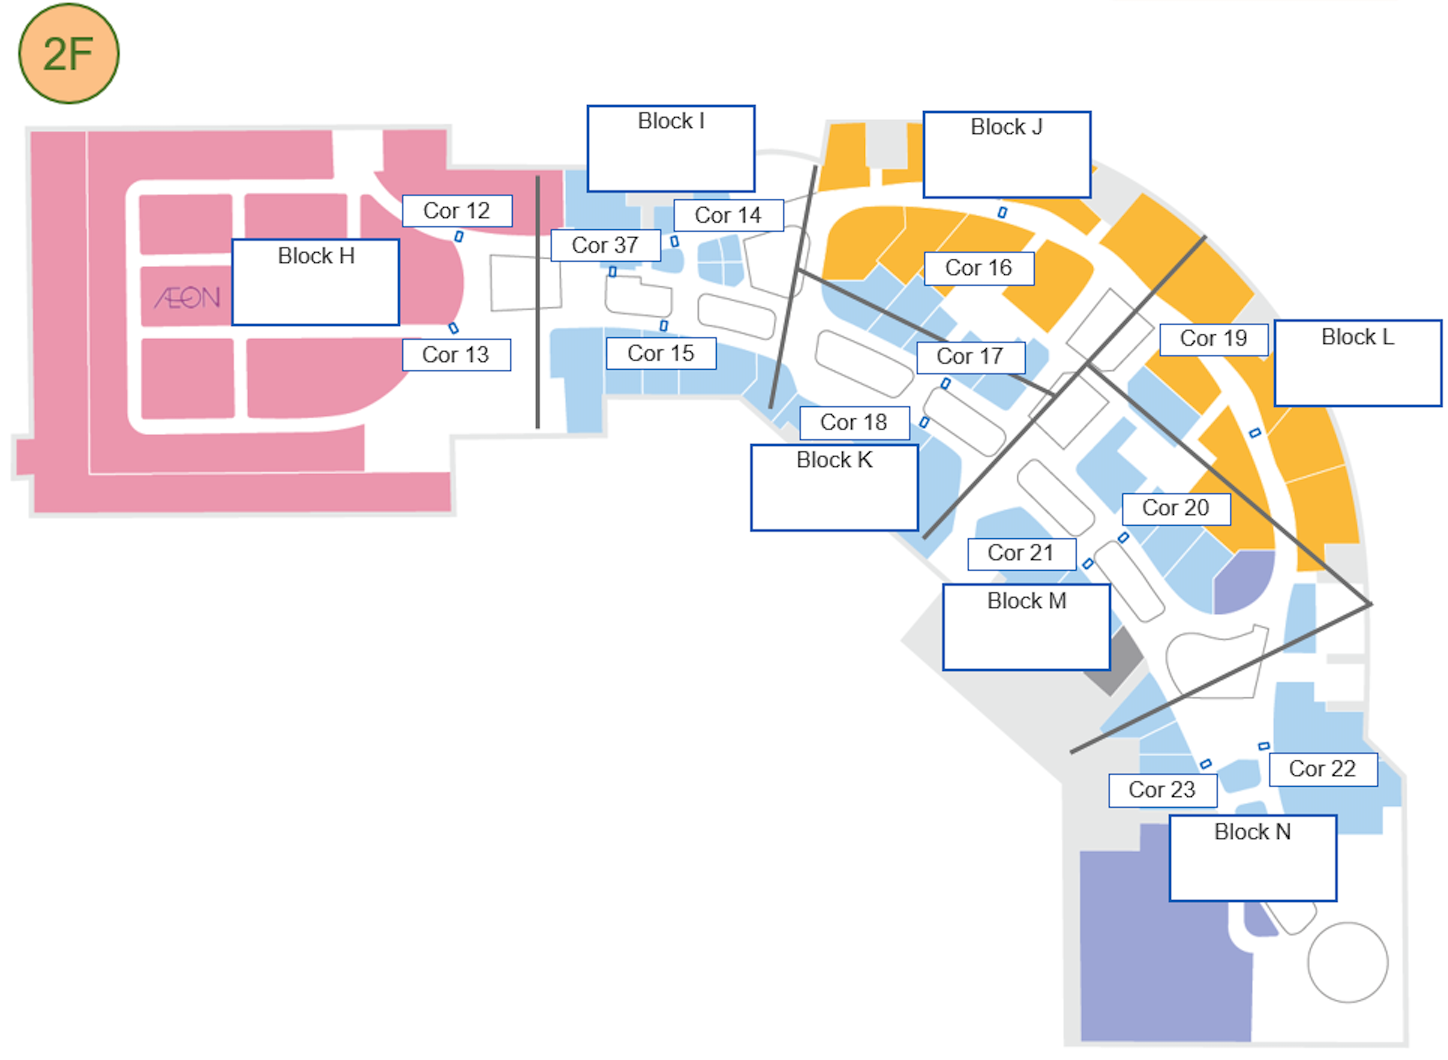 2F
Block I
Block J
Cor 12
Cor 14
Cor 37
Block H
Cor 16
ÆON
Cor 13
Cor 15
Cor 17
Cor 19
Block L
Cor 18
Block K
Cor 20
Cor 21
Block M
Cor 22
Cor 23
Block N